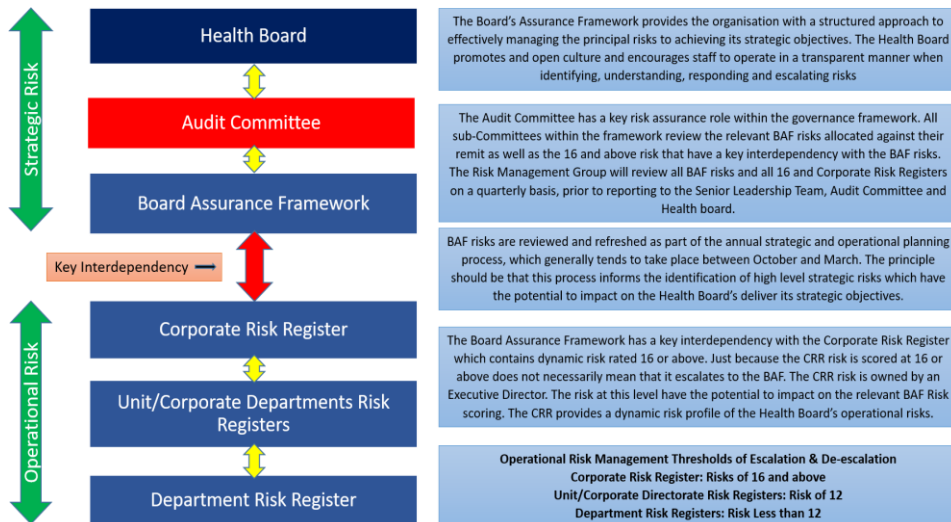 Strategic Risk
Health Board
Audit Committee
Board Assurance Framework
Key Interdependency
Operational Risk
Corporate Risk Register
Unit/Corporate Departments Risk
Registers
Department Risk Register
The Board's Assurance Framework provides the organisation with a structured approach to
effectively managing the principal risks to achieving its strategic objectives. The Health Board
promotes and open culture and encourages staff to operate in a transparent manner when
identifying, understanding, responding and escalating risks
The Audit Committee has a key risk assurance role within the governance framework. All
sub-Committees within the framework review the relevant BAF risks allocated against their
remit as well as the 16 and above risk that have a key interdependency with the BAF risks.
The Risk Management Group will review all BAF risks and all 16 and Corporate Risk Registers
on a quarterly basis, prior to reporting to the Senior Leadership Team, Audit Committee and
Health board.
BAF risks are reviewed and refreshed as part of the annual strategic and operational planning
process, which generally tends to take place between October and March. The principle
should be that this process informs the identification of high level strategic risks which have
the potential to impact on the Health Board's deliver its strategic objectives.
The Board Assurance Framework has a key interdependency with the Corporate Risk Register
which contains dynamic risk rated 16 or above. Just because the CRR risk is scored at 16 or
above does not necessarily mean that it escalates to the BAF. The CRR risk is owned by an
Executive Director. The risk at this level have the potential to impact on the relevant BAF Risk
scoring. The CRR provides a dynamic risk profile of the Health Board's operational risks.
Operational Risk Management Thresholds of Escalation & De-escalation
Corporate Risk Register: Risks of 16 and above
Unit/Corporate Directorate Risk Registers: Risk of 12
Department Risk Registers: Risk Less than 12